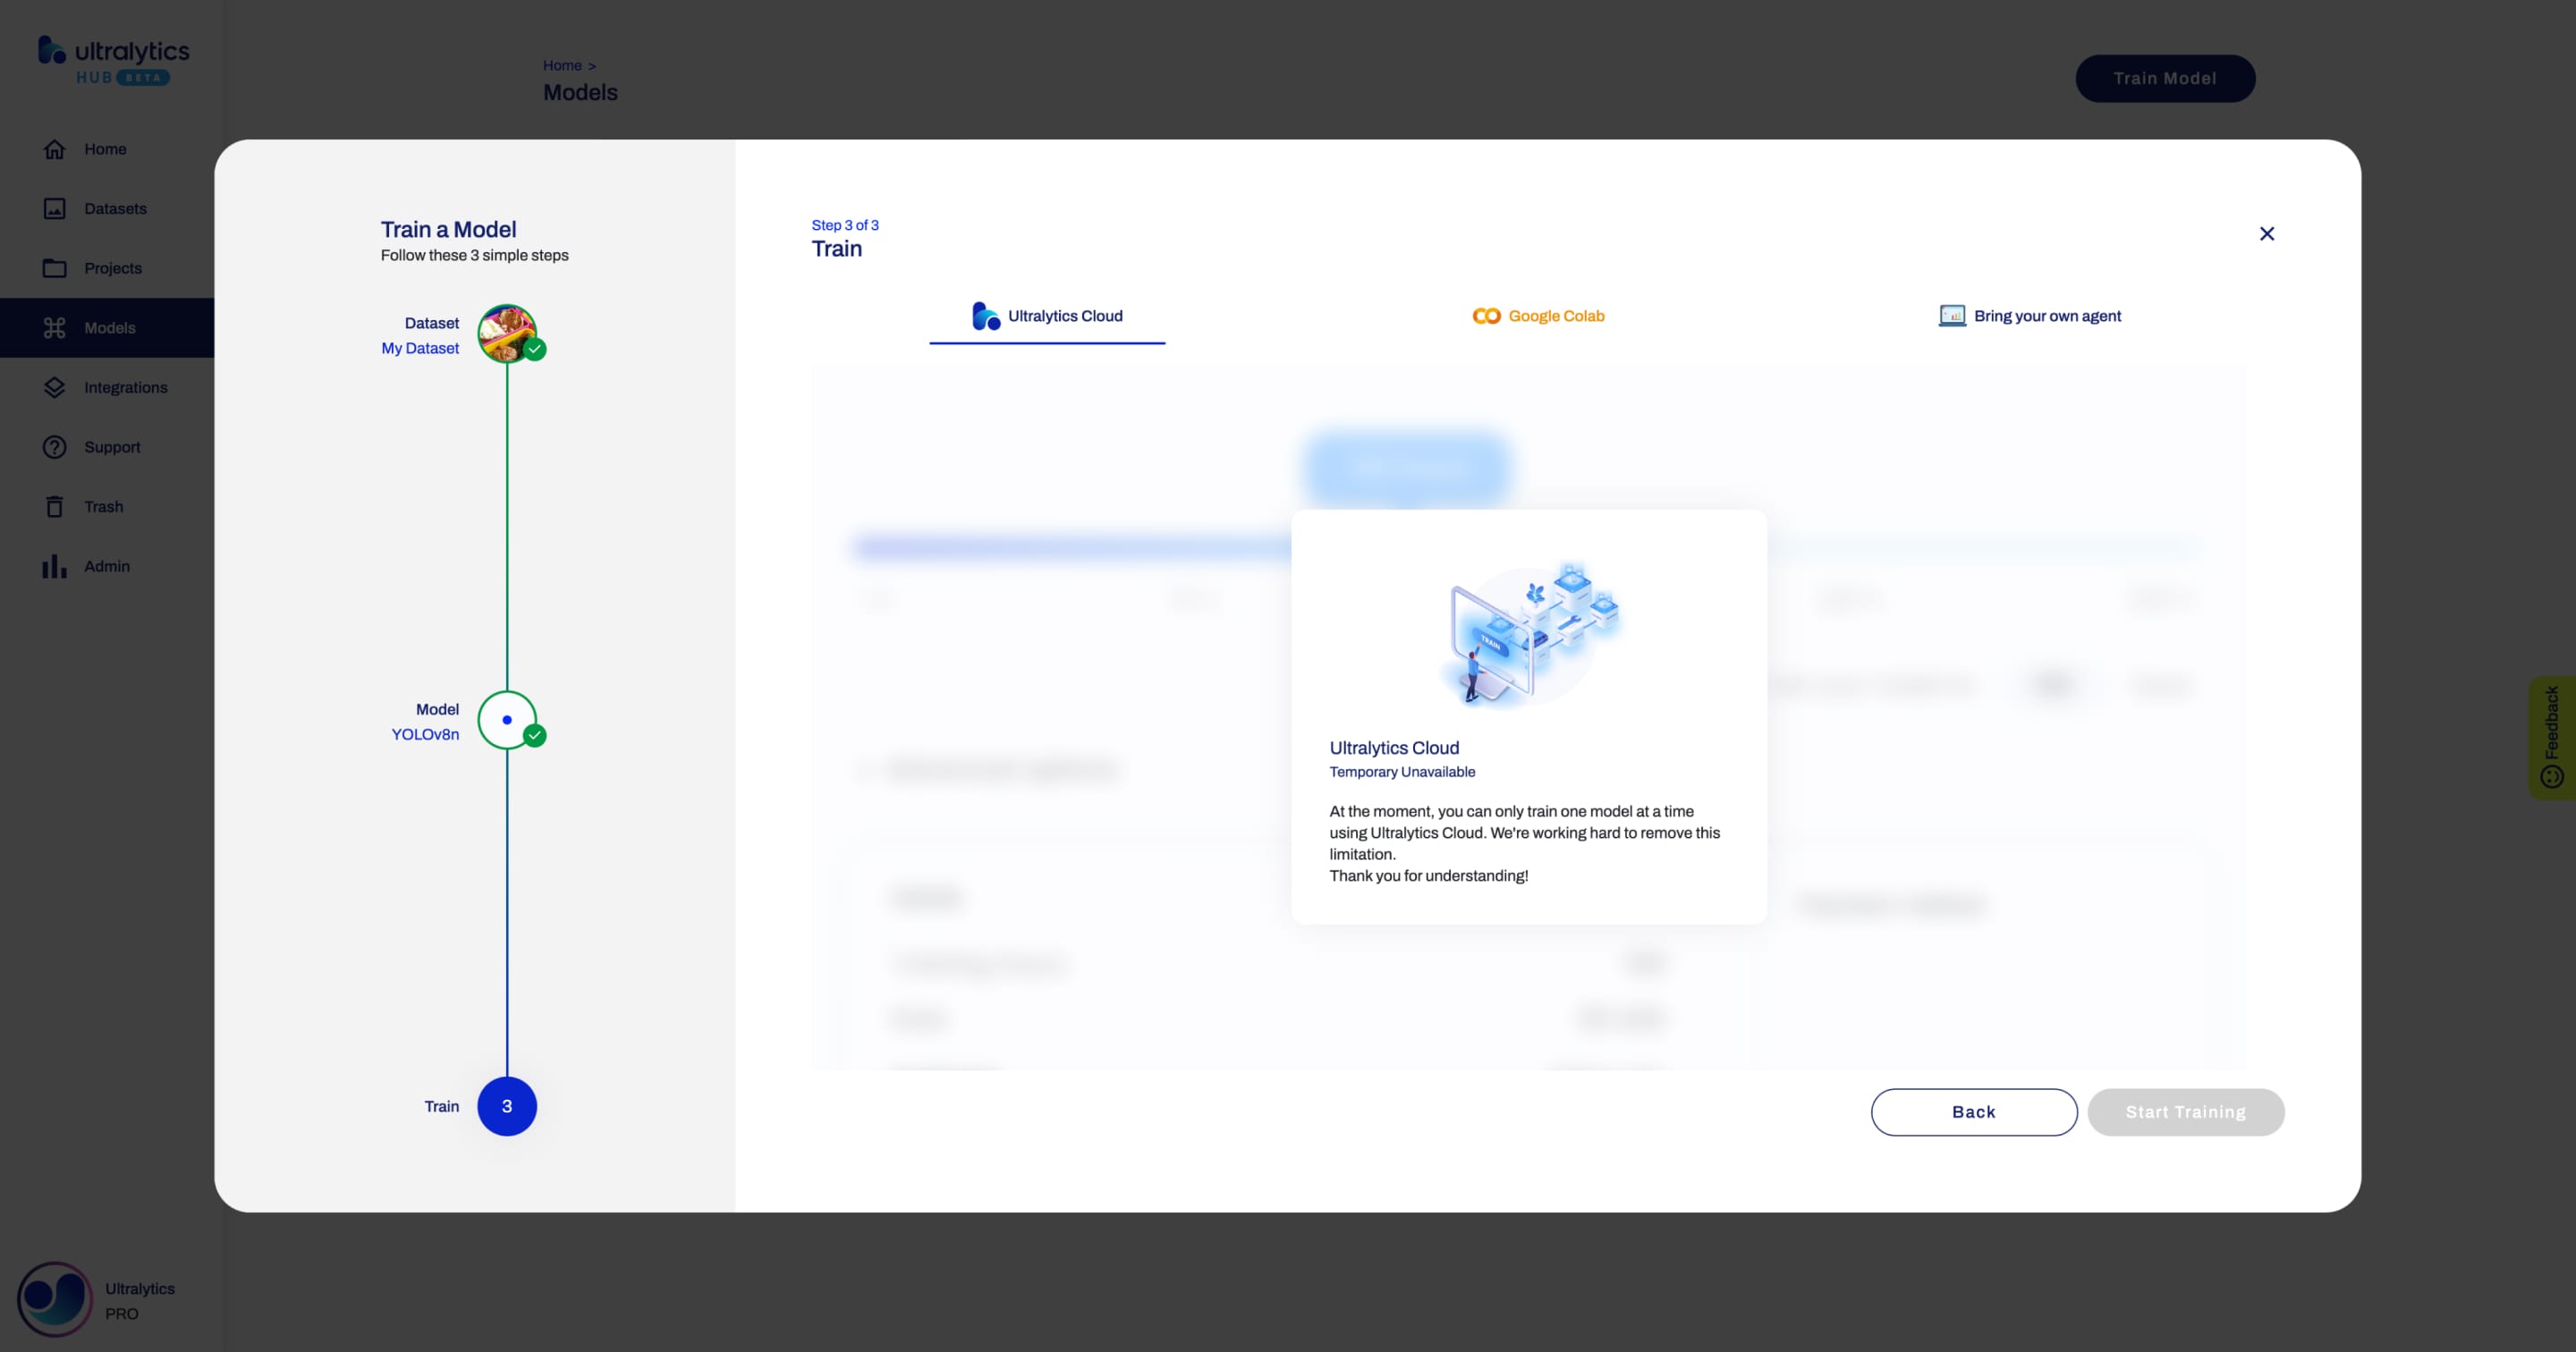 ultralytics
HUB BETA
Home
Datasets
Projects
Models
Integrations
Support
Trash
Admin
Ultralytics
PRO
Home >
Models
Train Model
Train a Model
Follow these 3 simple steps
Dataset
My Dataset
Model
YOLOv8n
Train
3
Step 3 of 3
Train
Ultralytics Cloud
Google Colab
Bring your own agent
TRAIN
Ultralytics Cloud
Temporary Unavailable
At the moment, you can only train one model at a time
using Ultralytics Cloud. We're working hard to remove this
limitation.
Thank you for understanding!
Back
Start Training
Feedback